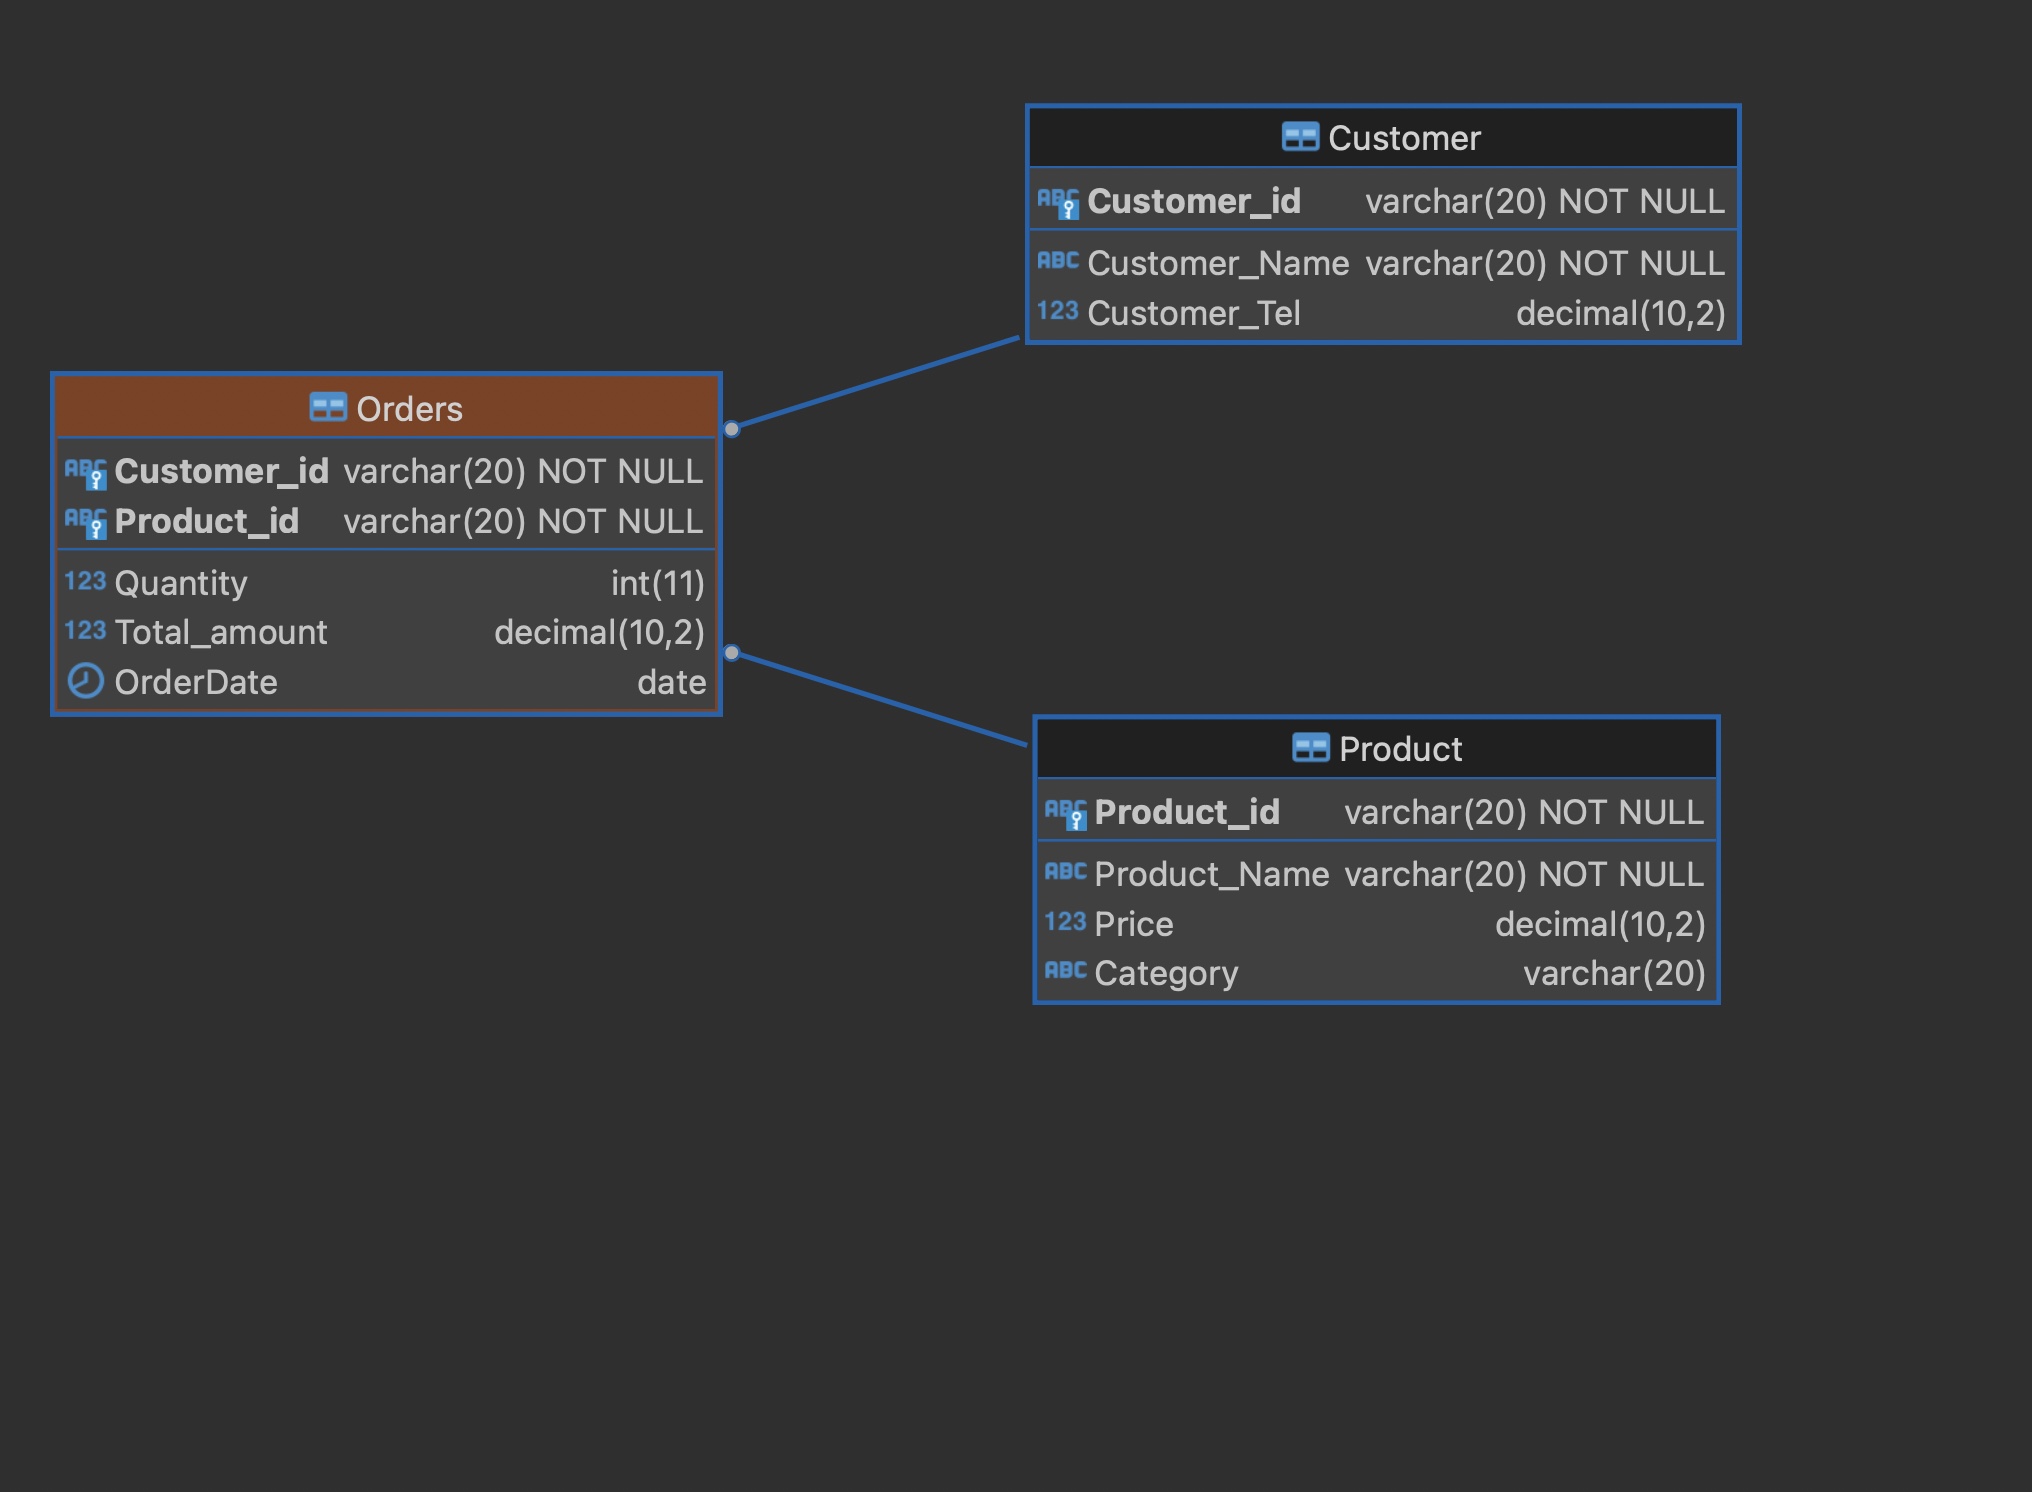 Customer
ABC Customer_id varchar(20) NOT NULL
ABC Customer_Name varchar(20) NOT NULL
123 Customer_Tel decimal(10,2)
Orders
ABC Customer_id varchar(20) NOT NULL
ABC Product_id varchar(20) NOT NULL
123 Quantity int(11)
123 Total_amount decimal(10,2)
OrderDate date
Product
ABC Product_id varchar(20) NOT NULL
ABC Product_Name varchar(20) NOT NULL
123 Price decimal(10,2)
ABC Category varchar(20)